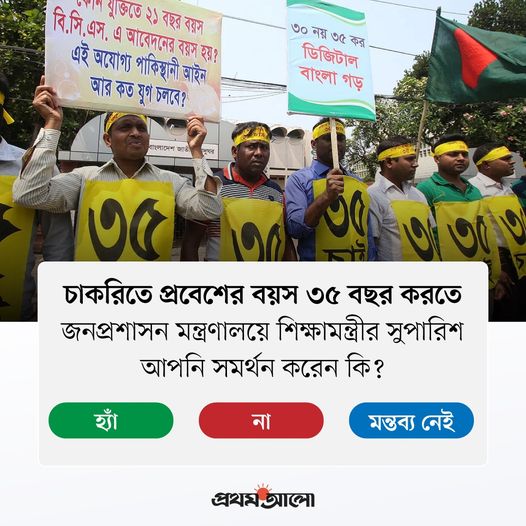 কোন যুক্তিতে ২১ বছর বয়স
বি.সি.এস. এ আবেদনের বয়স হয়?
এই অযোগ্য পাকিস্থানী আইন
আর কত যুগ চলবে?
৩০ নয় ৩৫ কর
ডিজিটাল
বাংলা গড়
৩৫
৩৫
৩৫
চাই
৩৫
৩৫
চাকরিতে প্রবেশের বয়স ৩৫ বছর করতে
জনপ্রশাসন মন্ত্রণালয়ে শিক্ষামন্ত্রীর সুপারিশ
আপনি সমর্থন করেন কি?
হ্যাঁ
না
মন্তব্য নেই
প্রথম আলো